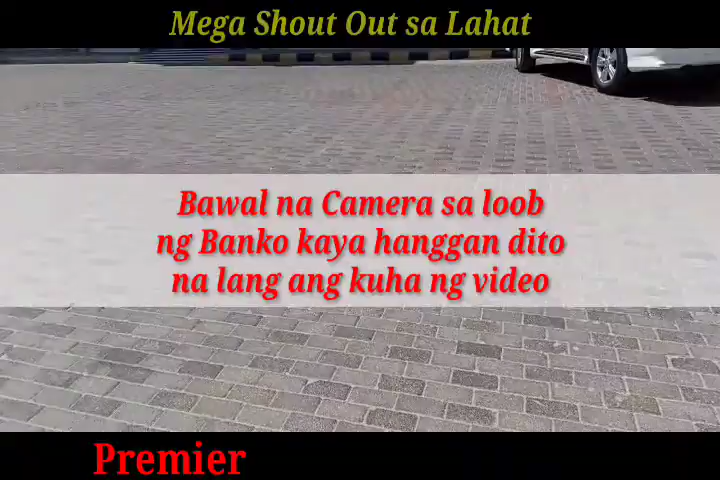 Mega Shout Out sa Lahat
Bawal na Camera sa loob
ng Banko kaya hanggan dito
na lang ang kuha ng video
Premier